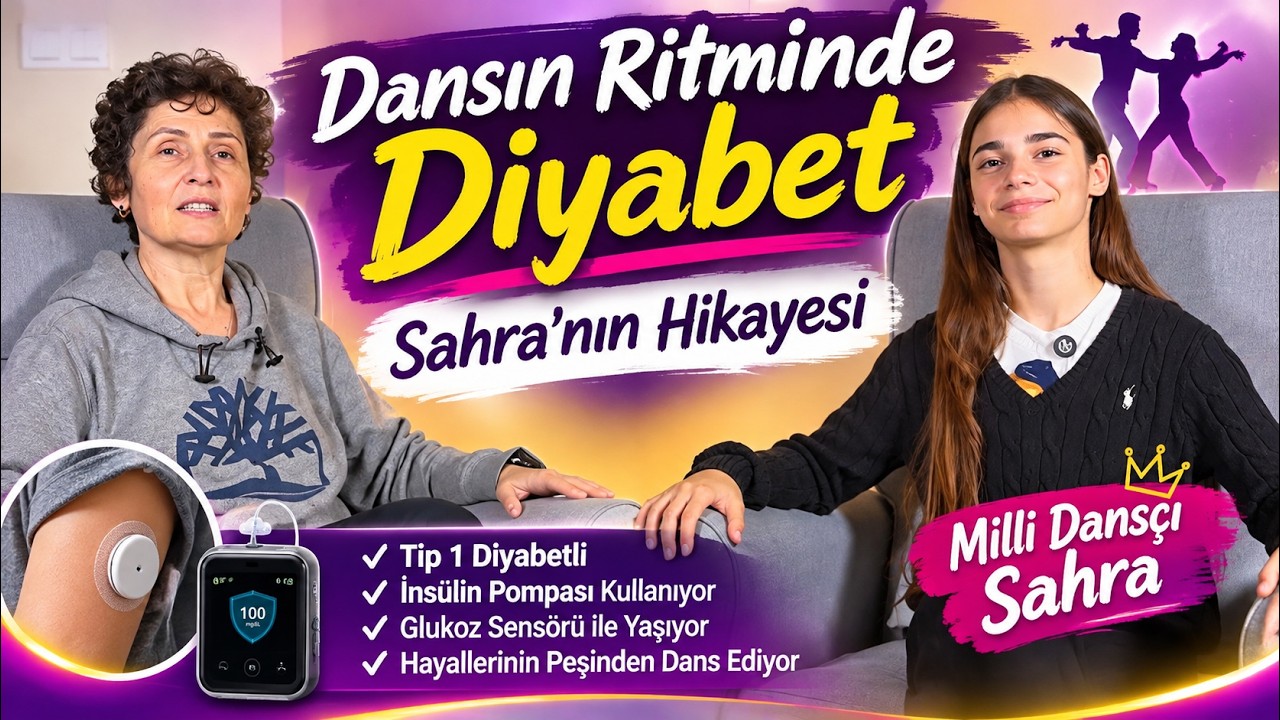 Dansın Ritminde
Diyabet
Sahra'nın Hikayesi
Milli Dansçı
Sahra
✓ Tip 1 Diyabetli
✓ İnsülin Pompası Kullanıyor
✓ Glukoz Sensörü ile Yaşıyor
✓ Hayallerinin Peşinden Dans Ediyor
100
mg/dL